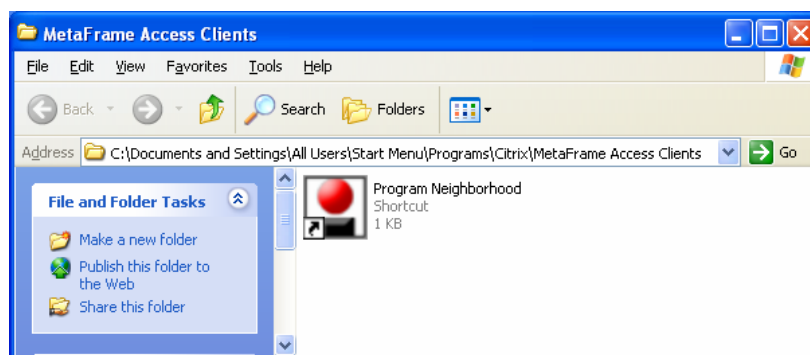 MetaFrame Access Clients
File Edit View Favorites Tools Help
Back Search Folders
Address C:\Documents and Settings\All Users\Start Menu\Programs\Citrix\MetaFrame Access Clients Go
File and Folder Tasks
Make a new folder
Publish this folder to
the Web
Share this folder
Program Neighborhood
Shortcut
1 KB